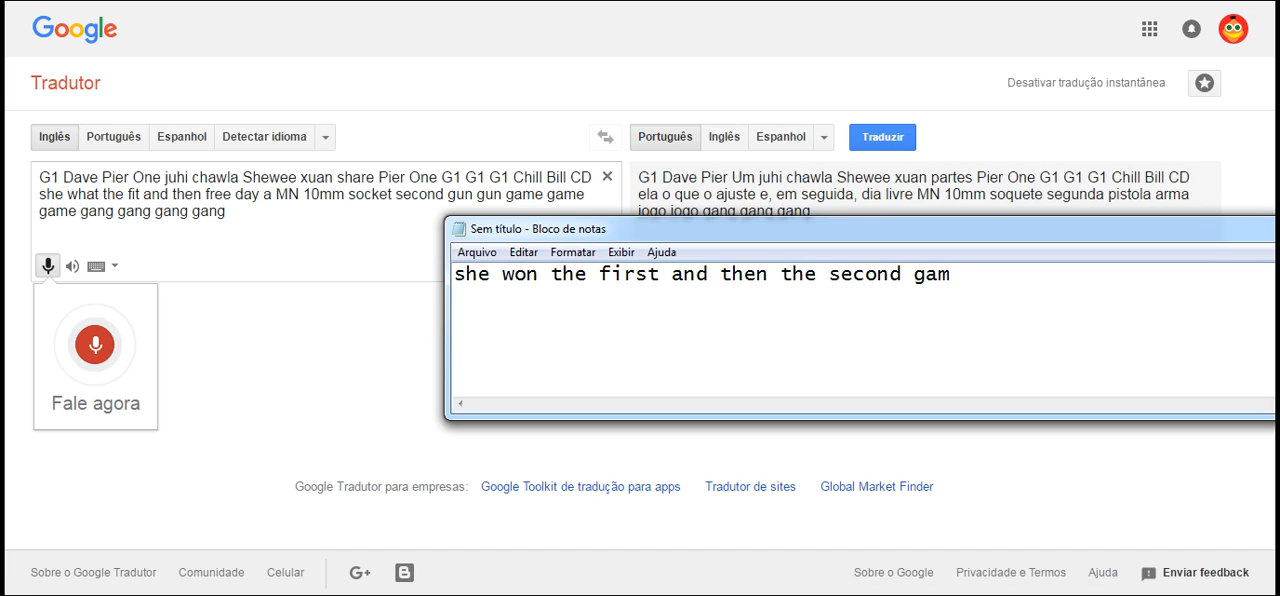 Google
Tradutor
Desativar tradução instantânea
Inglês Português Espanhol Detectar idioma
Português Inglês Espanhol Traduzir
G1 Dave Pier One juhi chawla Shewee xuan share Pier One G1 G1 G1 Chill Bill CD
she what the fit and then free day a MN 10mm socket second gun gun game game
game gang gang gang gang
G1 Dave Pier Um juhi chawla Shewee xuan partes Pier One G1 G1 G1 Chill Bill CD
ela o que o ajuste e, em seguida, dia livre MN 10mm soquete segunda pistola arma
jogo jogo gang gang gang
Sem título - Bloco de notas
Arquivo Editar Formatar Exibir Ajuda
she won the first and then the second gam
Fale agora
Google Tradutor para empresas: Google Toolkit de tradução para apps Tradutor de sites Global Market Finder
Sobre o Google Tradutor Comunidade Celular G+ Sobre o Google Privacidade e Termos Ajuda Enviar feedback